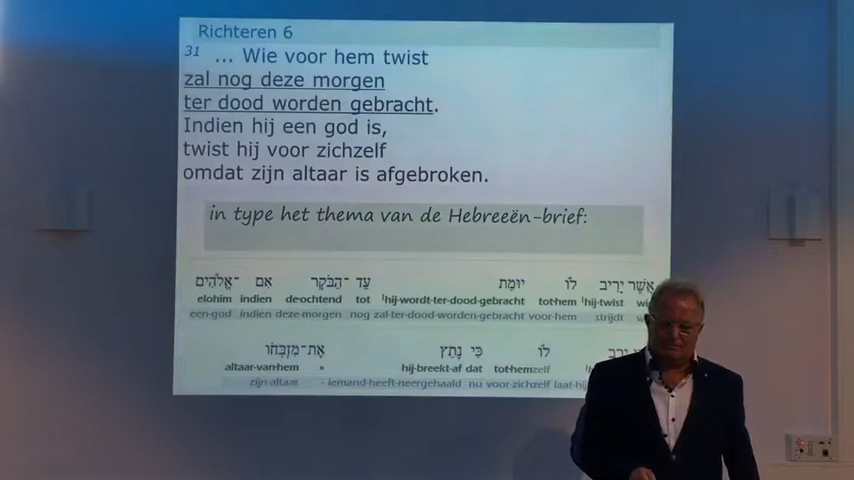 Richteren 6
31 ... Wie voor hem twist
zal nog deze morgen
ter dood worden gebracht.
Indien hij een god is,
twist hij voor zichzelf
omdat zijn altaar is afgebroken.
in type het thema van de Hebreeën-brief:
אֲשֶׁר יָרִיב לוֹ יוּמַת עַד־הַבֹּקֶר אִם־אֱלֹהִים
elohim indien deochtend tot hij-wordt-ter-dood-gebracht tothem hij-twist
een-god indien deze-morgen nog zal-ter-dood-worden-gebracht voor-hem strijdt
לוֹ כִּי נָתַץ אֶת־מִזְבְּחוֹ
altaar-van-hem » hij-breekt-af dat tothemzelf
zijn-altaar - iemand-heeft-neergehaald nu voor-zichzelf